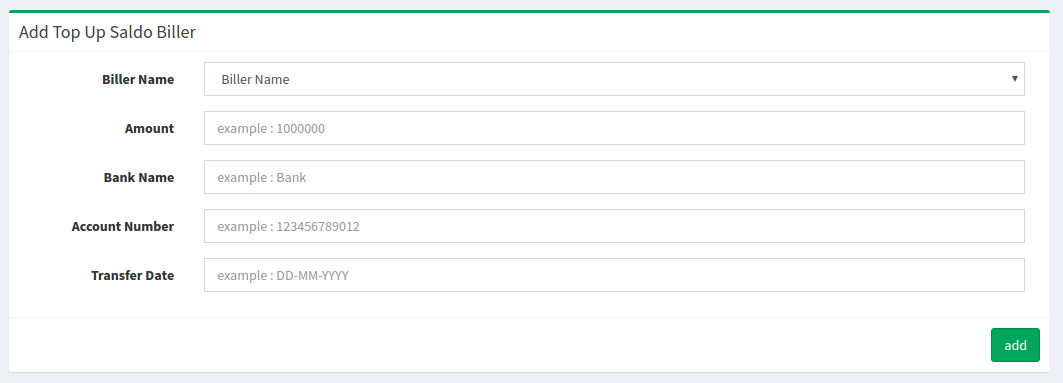 Add Top Up Saldo Biller
Biller Name Biller Name
Amount example : 1000000
Bank Name example : Bank
Account Number example : 123456789012
Transfer Date example : DD-MM-YYYY
add